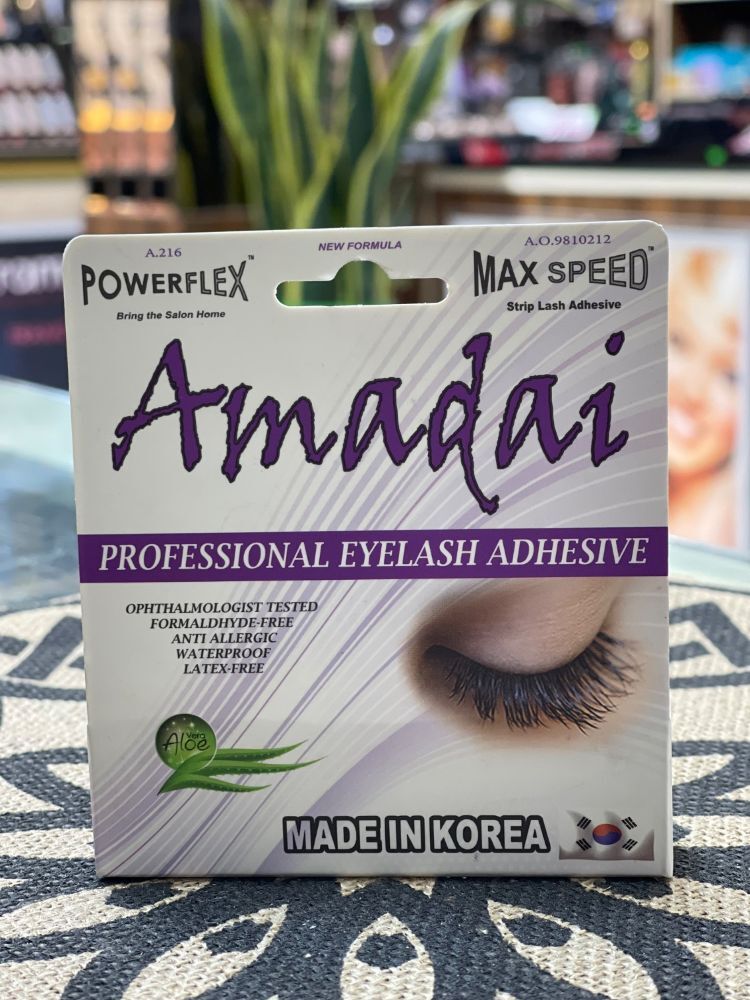 A.216
POWERFLEX™
Bring the Salon Home
NEW FORMULA
A.O.9810212
MAX SPEED™
Strip Lash Adhesive
Amadai
PROFESSIONAL EYELASH ADHESIVE
OPHTHALMOLOGIST TESTED
FORMALDHYDE-FREE
ANTI ALLERGIC
WATERPROOF
LATEX-FREE
Vera
Aloe
MADE IN KOREA